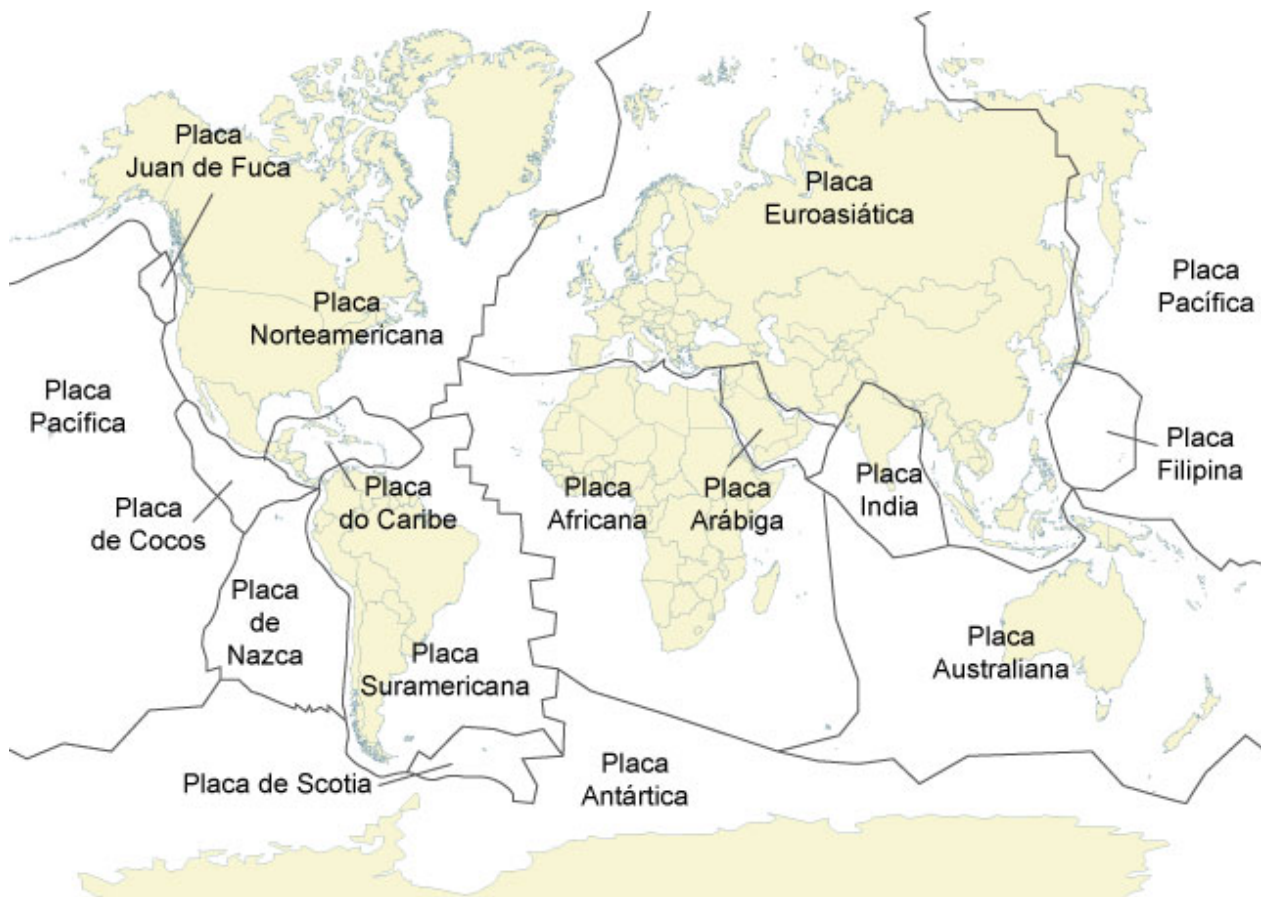 Placa
Juan de Fuca
Placa
Euroasiática
Placa
Norteamericana
Placa
Pacífica
Placa
Pacífica
Placa
Filipina
Placa
de Cocos
Placa
do Caribe
Placa
Africana
Placa
Arábiga
Placa
India
Placa
de
Nazca
Placa
Suramericana
Placa
Australiana
Placa de Scotia
Placa
Antártica